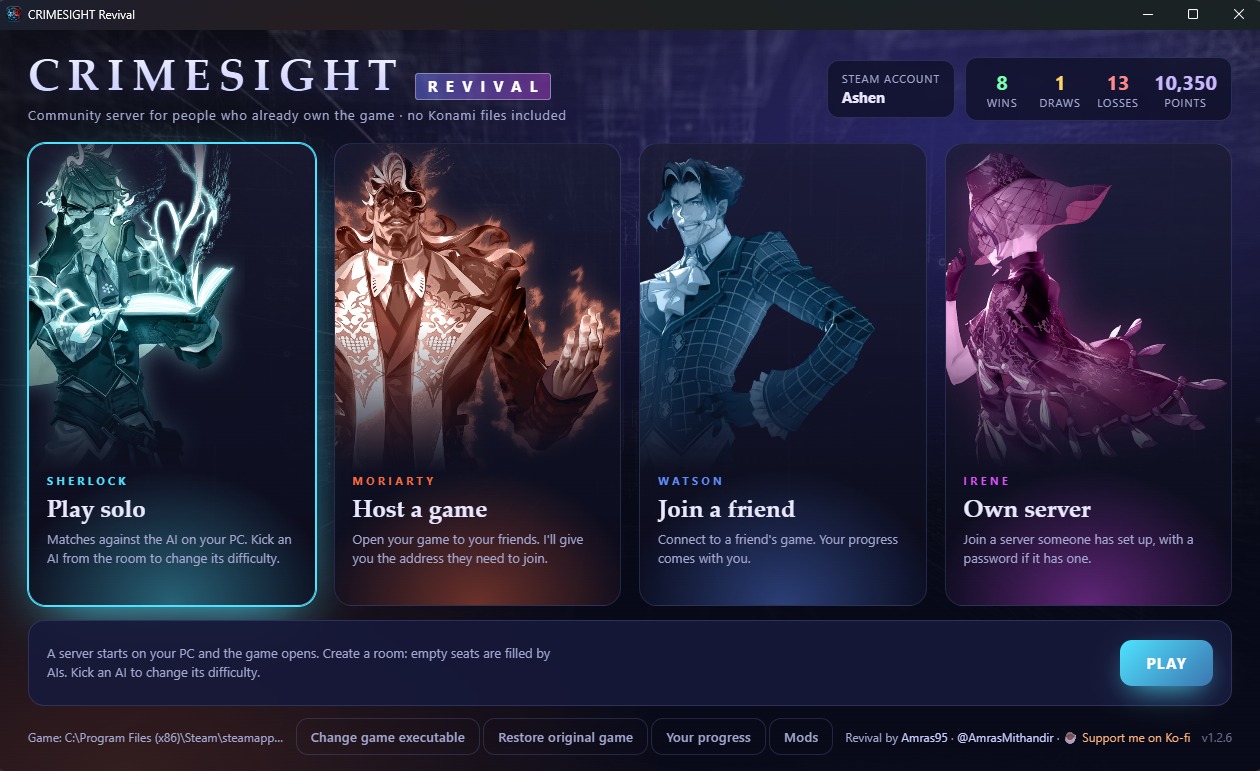 CRIMESIGHT Revival
CRIMESIGHT REVIVAL
Community server for people who already own the game · no Konami files included
STEAM ACCOUNT
Ashen
8 1 13 10,350
WINS DRAWS LOSSES POINTS
SHERLOCK
Play solo
Matches against the AI on your PC. Kick an
AI from the room to change its difficulty.
MORIARTY
Host a game
Open your game to your friends. I'll give
you the address they need to join.
WATSON
Join a friend
Connect to a friend's game. Your progress
comes with you.
IRENE
Own server
Join a server someone has set up, with a
password if it has one.
A server starts on your PC and the game opens. Create a room: empty seats are filled by
AIs. Kick an AI to change its difficulty.
PLAY
Game: C:\Program Files (x86)\Steam\steamapp... Change game executable Restore original game Your progress Mods Revival by Amras95 · @AmrasMithandir · Support me on Ko-fi v1.2.6